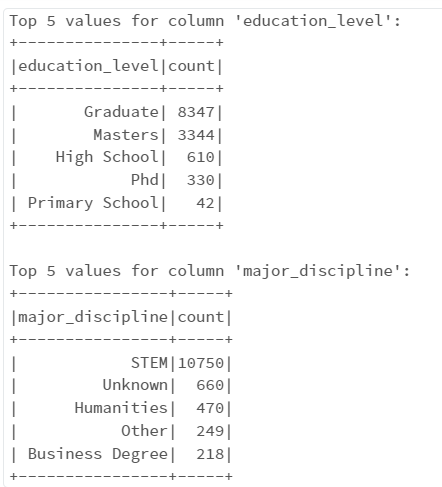 Top 5 values for column 'education_level':
+---------------+-----+
|education_level|count|
+---------------+-----+
|       Graduate| 8347|
|        Masters| 3344|
|    High School|  610|
|            Phd|  330|
| Primary School|   42|
+---------------+-----+

Top 5 values for column 'major_discipline':
+----------------+-----+
|major_discipline|count|
+----------------+-----+
|            STEM|10750|
|         Unknown|  660|
|      Humanities|  470|
|           Other|  249|
| Business Degree|  218|
+----------------+-----+